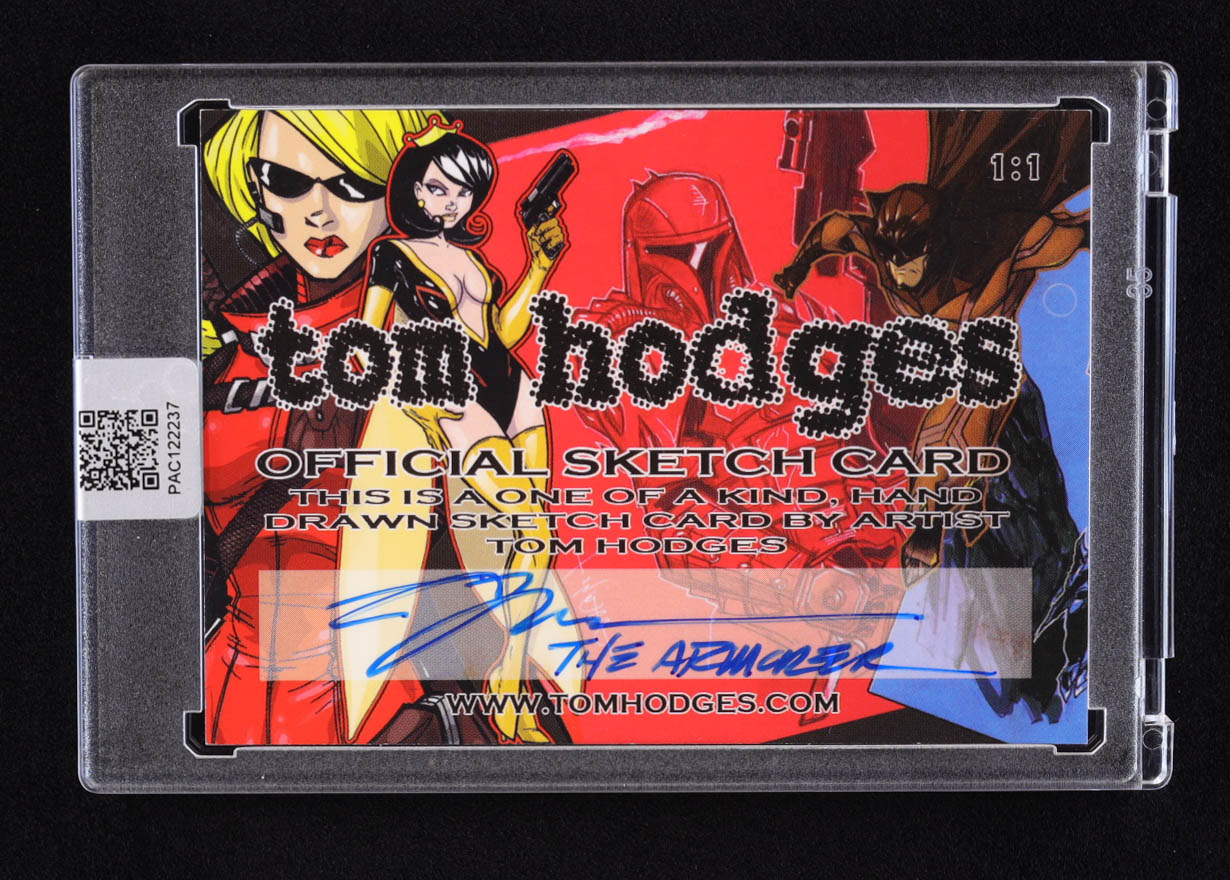 1:1
35
tom hodges
PAC122237
OFFICIAL SKETCH CARD
THIS IS A ONE OF A KIND, HAND
DRAWN SKETCH CARD BY ARTIST
TOM HODGES
THE ARMORER
WWW.TOMHODGES.COM